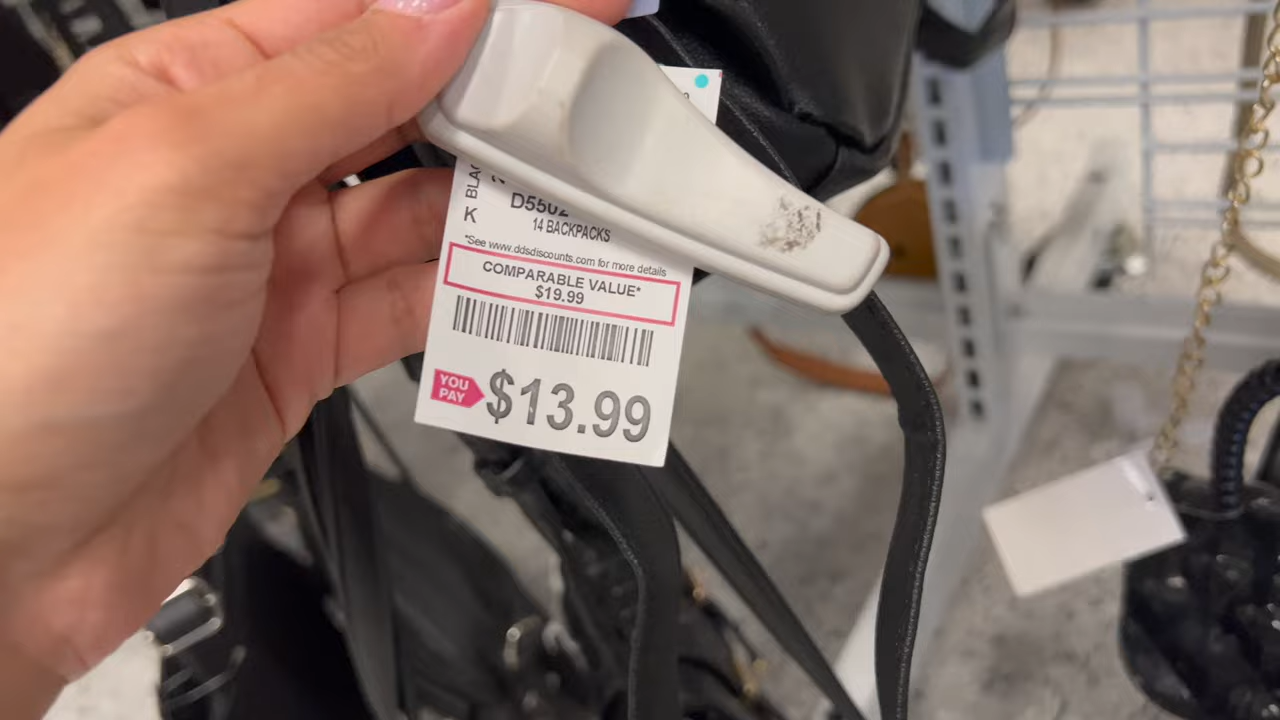 K
D5502
14 BACKPACKS
*See www.ddsdiscounts.com for more details
COMPARABLE VALUE*
$19.99
YOU
PAY
$13.99